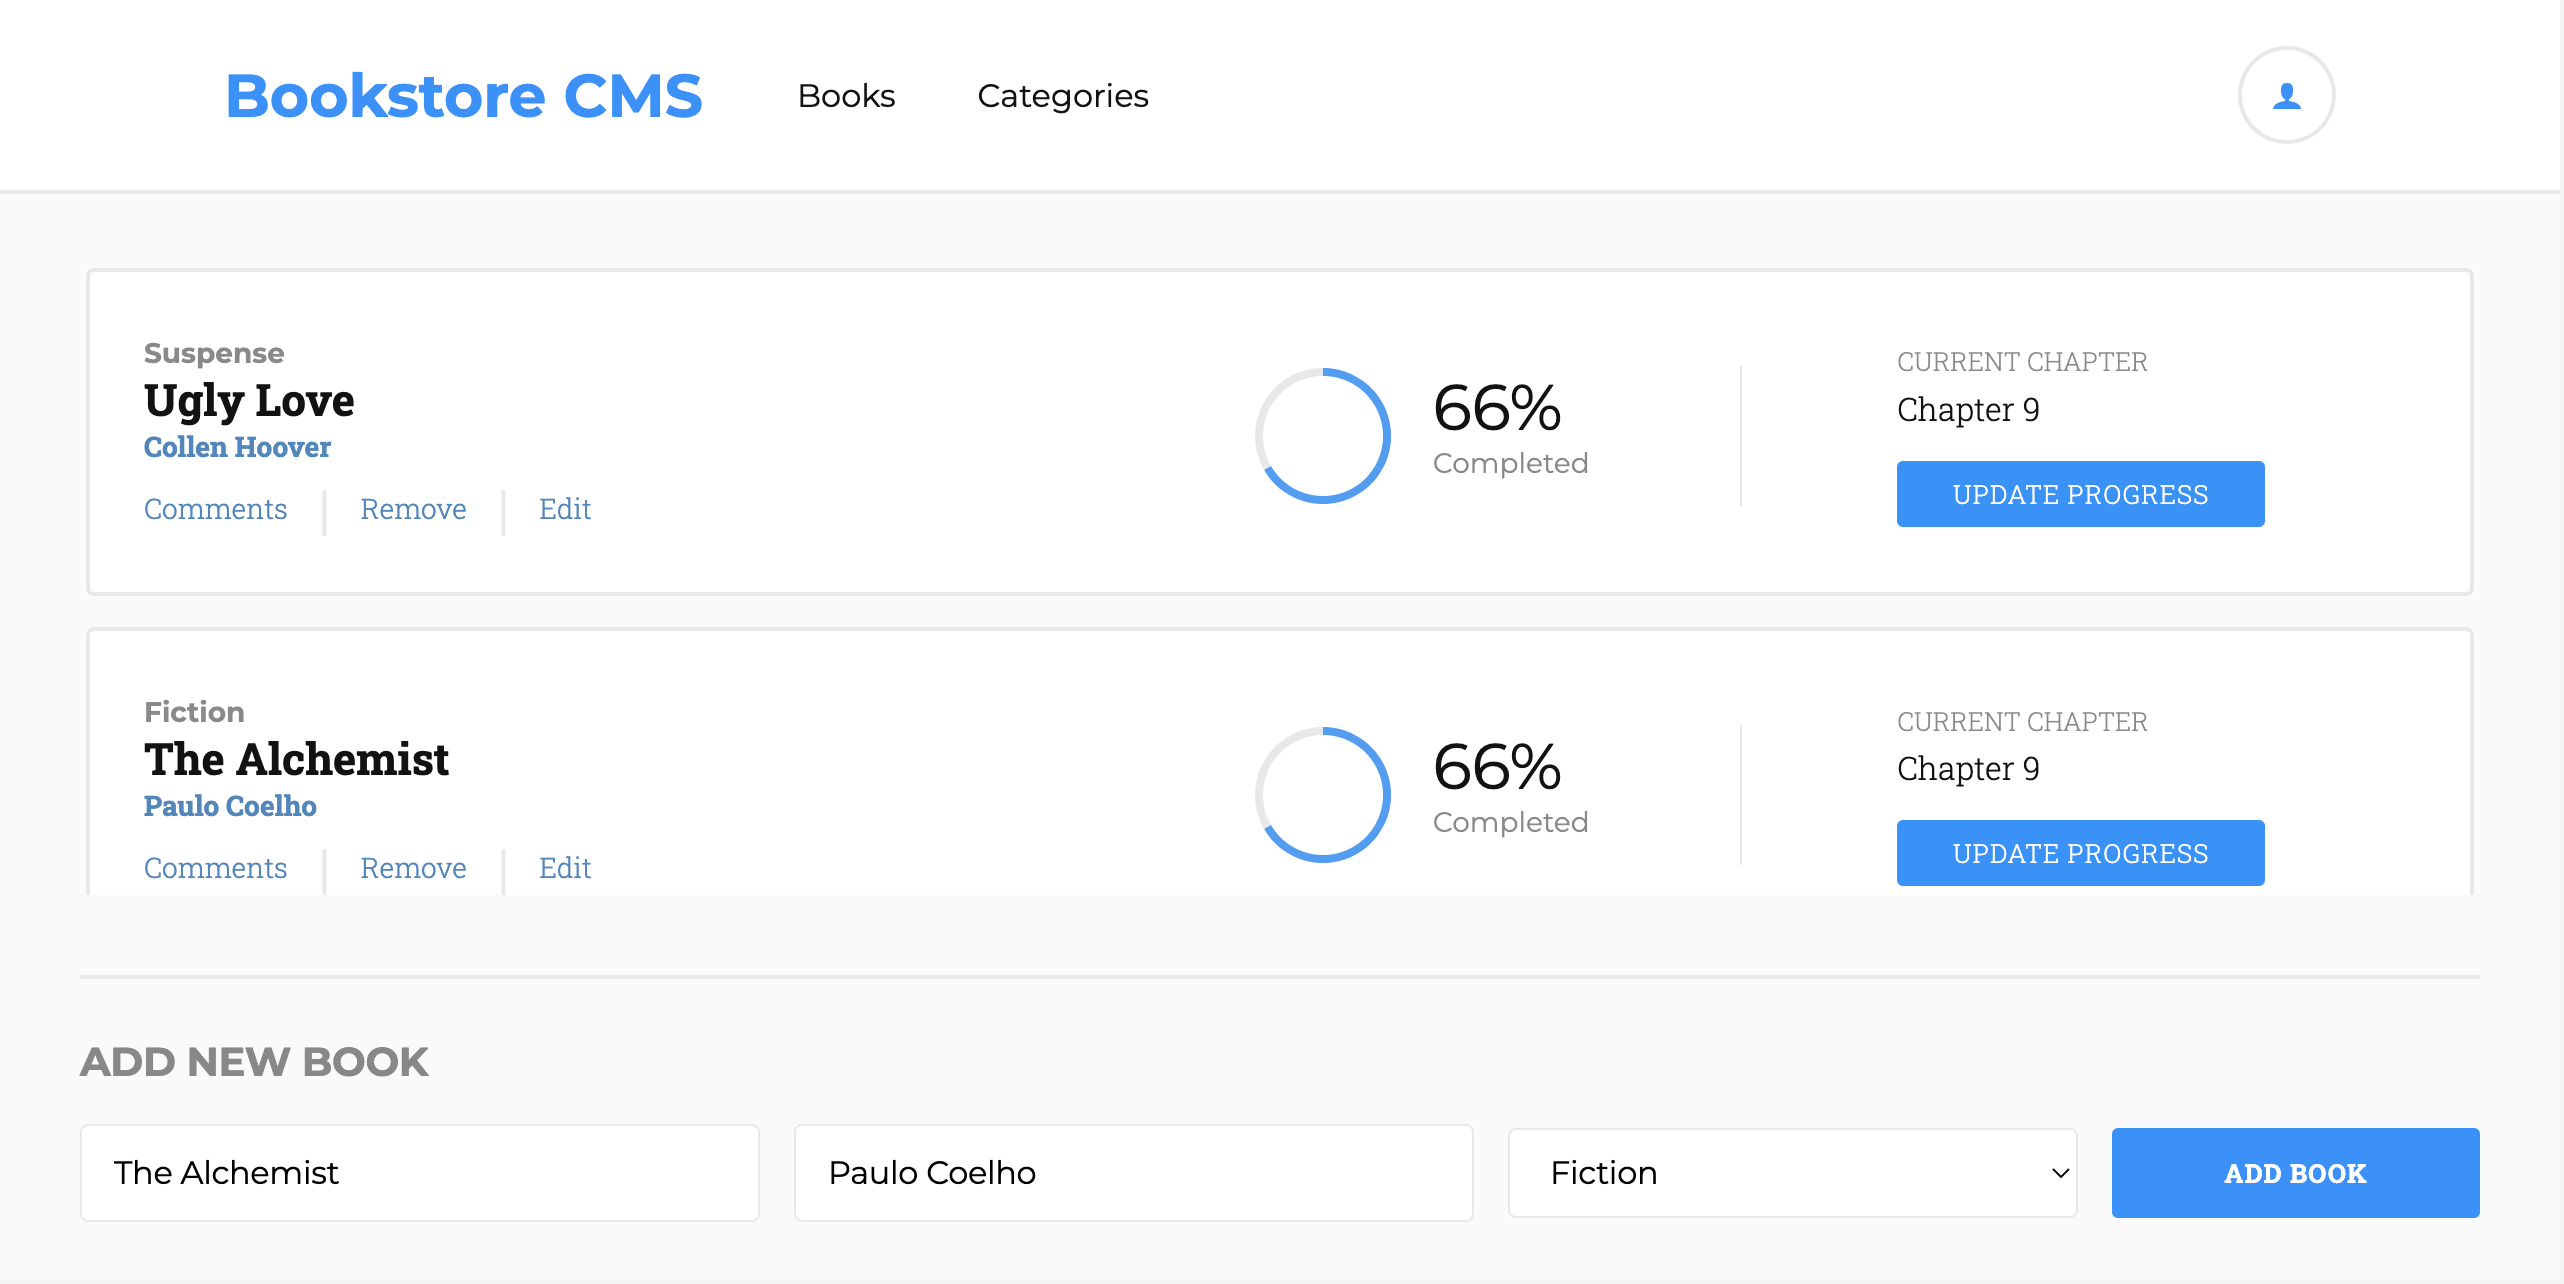 Bookstore CMS Books Categories
Suspense
Ugly Love
Collen Hoover
Comments Remove Edit
66%
Completed
CURRENT CHAPTER
Chapter 9
UPDATE PROGRESS
Fiction
The Alchemist
Paulo Coelho
Comments Remove Edit
66%
Completed
CURRENT CHAPTER
Chapter 9
UPDATE PROGRESS
ADD NEW BOOK
The Alchemist Paulo Coelho Fiction ADD BOOK